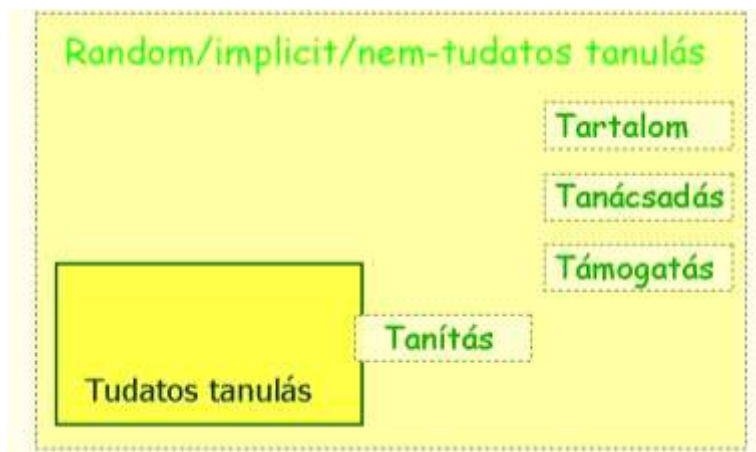 Random/implicit/nem-tudatos tanulás
Tartalom
Tanácsadás
Támogatás
Tanítás
Tudatos tanulás